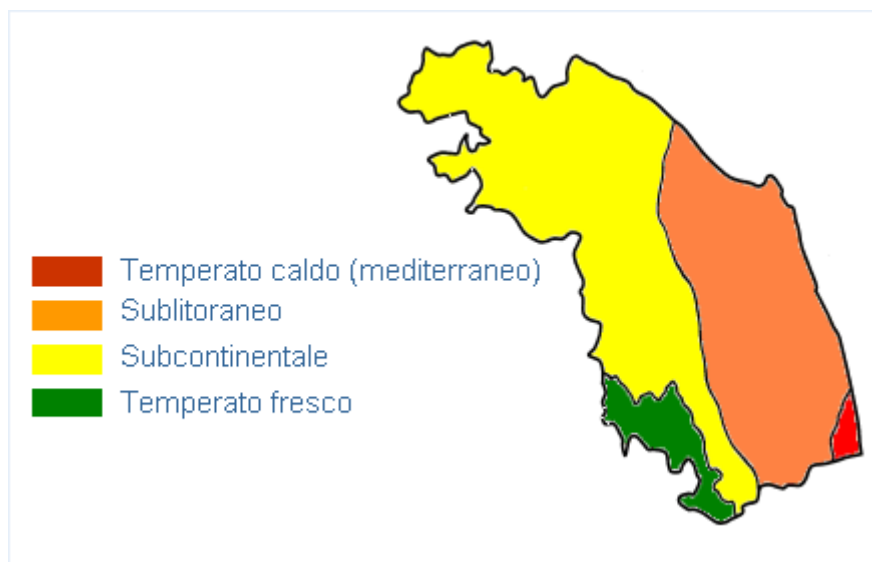 Temperato caldo (mediterraneo)
Sublitoraneo
Subcontinentale
Temperato fresco